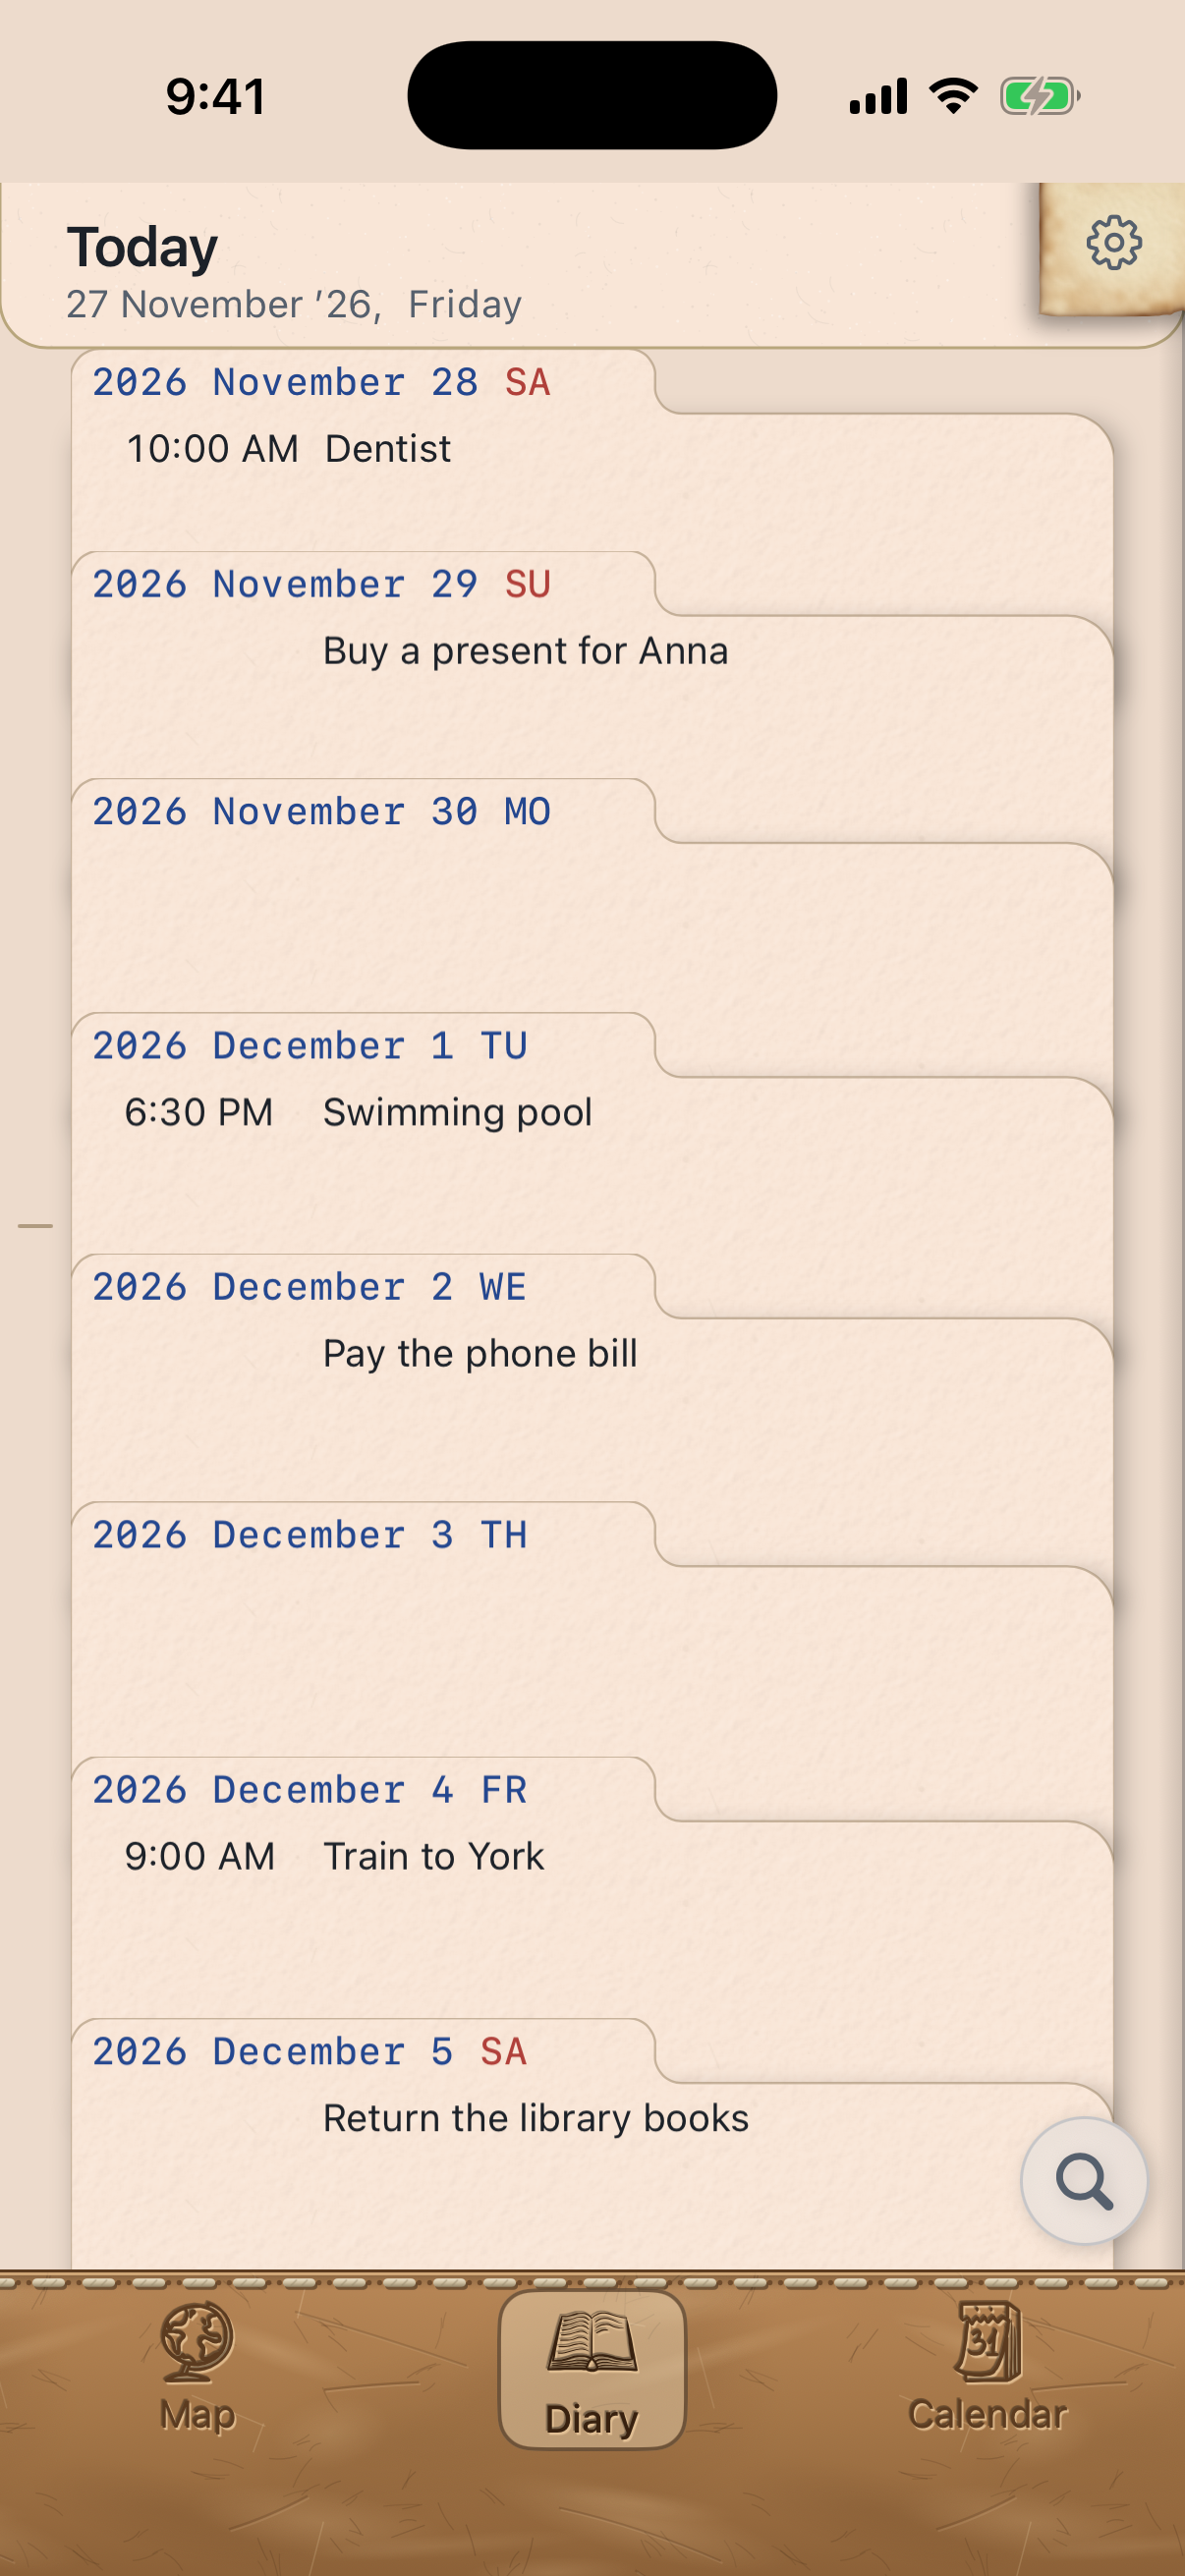 9:41
Today
27 November ’26, Friday
2026 November 28 SA
10:00 AM Dentist
2026 November 29 SU
Buy a present for Anna
2026 November 30 MO
2026 December 1 TU
6:30 PM Swimming pool
2026 December 2 WE
Pay the phone bill
2026 December 3 TH
2026 December 4 FR
9:00 AM Train to York
2026 December 5 SA
Return the library books
31
Map Diary Calendar